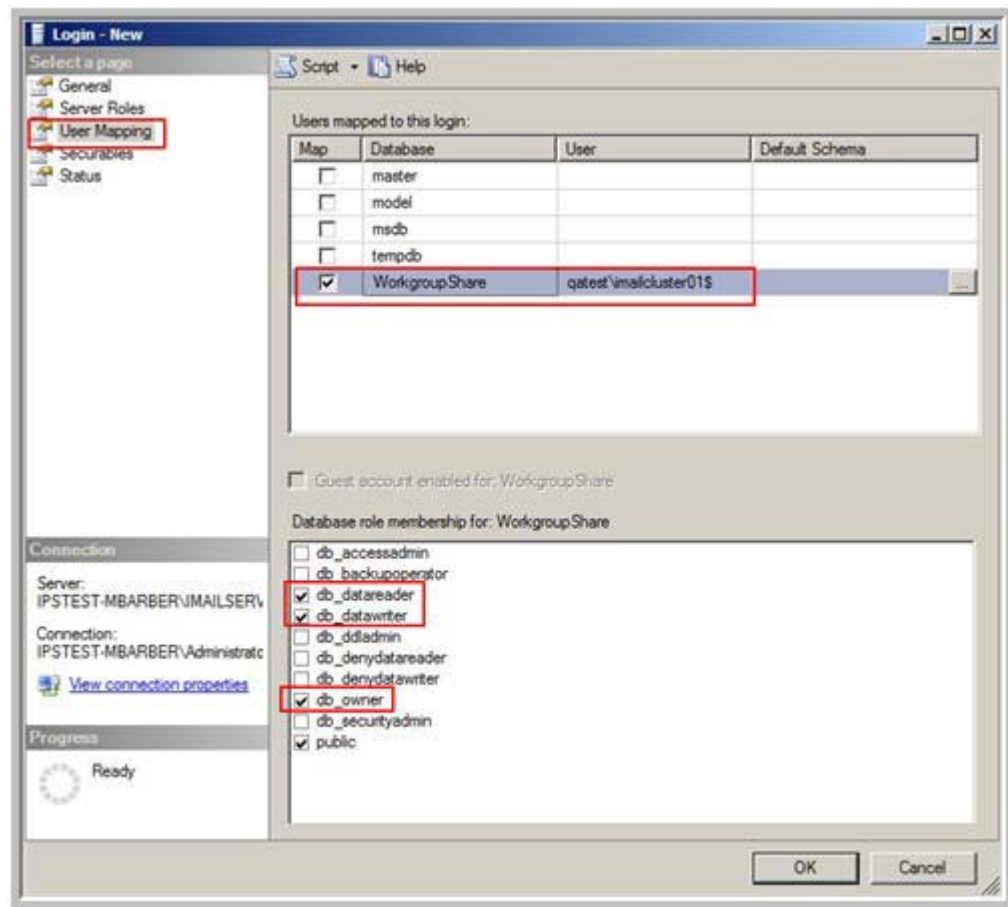 Login - New
Select a page
General
Server Roles
User Mapping
Securables
Status
Script
Help
Users mapped to this login:
Map Database User Default Schema
master
model
msdb
tempdb
WorkgroupShare qatest\imailcluster01$
...
Guest account enabled for: WorkgroupShare
Database role membership for: WorkgroupShare
db_accessadmin
db_backupoperator
db_datareader
db_datawriter
db_ddladmin
db_denydatareader
db_denydatawriter
db_owner
db_securityadmin
public
Connection
Server:
IPSTEST-MBARBER\IMAILSERV
Connection:
IPSTEST-MBARBER\Administratc
View connection properties
Progress
Ready
OK
Cancel